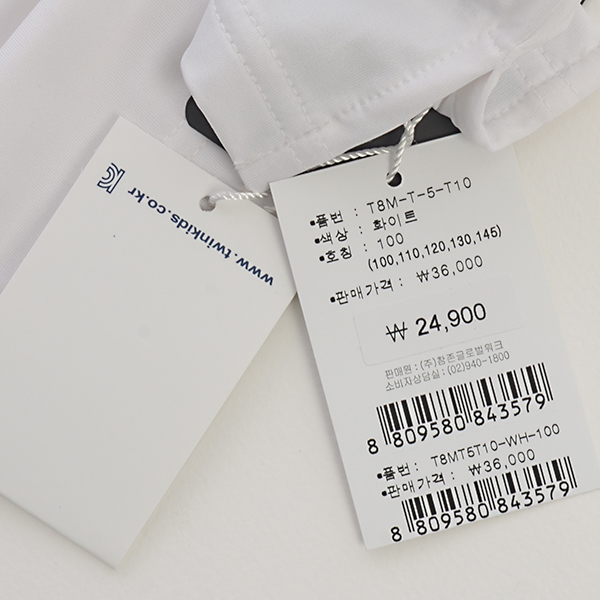 www.twinkids.co.kr
•품번 : T8M-T-5-T10
•색상 : 화이트
•호칭 : 100
(100,110,120,130,145)
•판매가격 : ₩36,000
₩ 24,900
판매원 : (주)참존글로벌워크
소비자상담실 : (02)940-1800
8 809580 843579
•품번 : T8MT5T10-WH-100
•판매가격 : ₩36,000
8 809580 843579